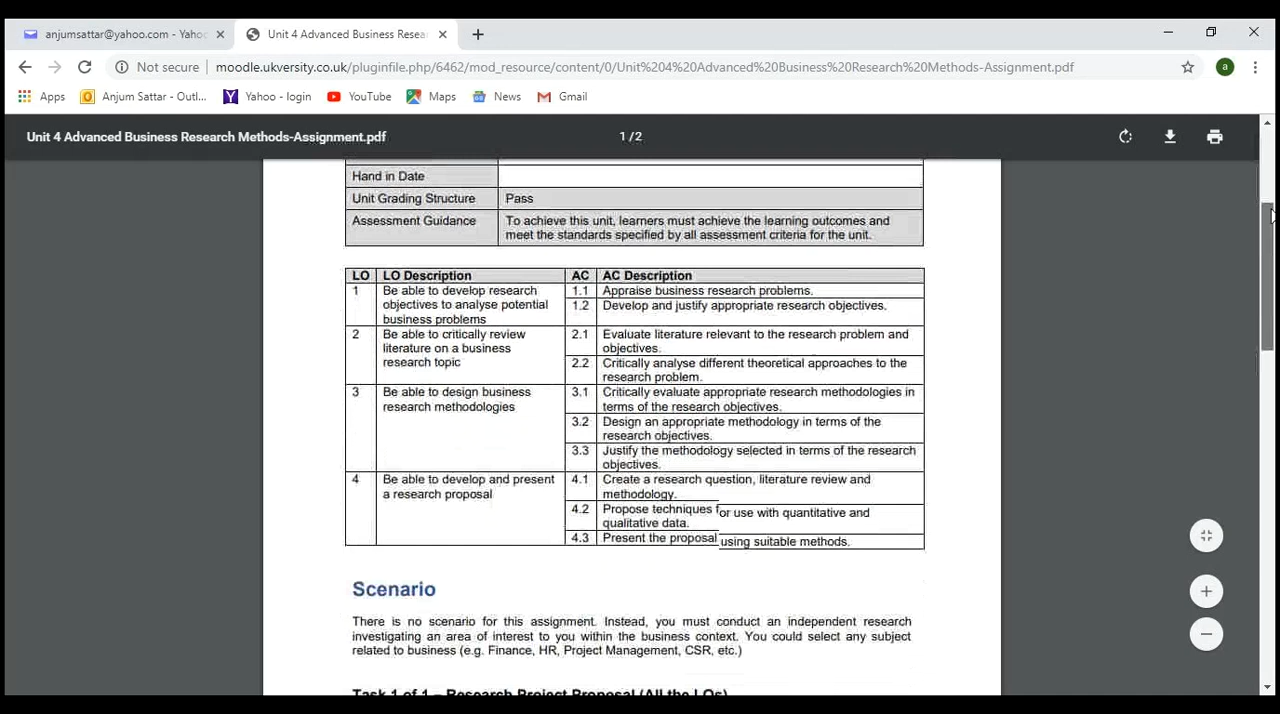 anjumsattar@yahoo.com - Yahoo
Unit 4 Advanced Business Resear
Not secure
moodle.ukversity.co.uk/pluginfile.php/6462/mod_resource/content/0/Unit%204%20Advanced%20Business%20Research%20Methods-Assignment.pdf
a
Apps
Anjum Sattar - Outl...
Yahoo - login
YouTube
Maps
News
Gmail
Unit 4 Advanced Business Research Methods-Assignment.pdf
1 / 2
Hand in Date
Unit Grading Structure Pass
Assessment Guidance To achieve this unit, learners must achieve the learning outcomes and
meet the standards specified by all assessment criteria for the unit.
LO LO Description AC AC Description
1 Be able to develop research
objectives to analyse potential
business problems
1.1 Appraise business research problems.
1.2 Develop and justify appropriate research objectives.
2 Be able to critically review
literature on a business
research topic
2.1 Evaluate literature relevant to the research problem and
objectives.
2.2 Critically analyse different theoretical approaches to the
research problem.
3 Be able to design business
research methodologies
3.1 Critically evaluate appropriate research methodologies in
terms of the research objectives.
3.2 Design an appropriate methodology in terms of the
research objectives.
3.3 Justify the methodology selected in terms of the research
objectives.
4 Be able to develop and present
a research proposal
4.1 Create a research question, literature review and
methodology.
4.2 Propose techniques for use with quantitative and
qualitative data.
4.3 Present the proposal using suitable methods.
Scenario
There is no scenario for this assignment. Instead, you must conduct an independent research
investigating an area of interest to you within the business context. You could select any subject
related to business (e.g. Finance, HR, Project Management, CSR, etc.)
Task 1 of 1 – Research Project Proposal (All the LOs)